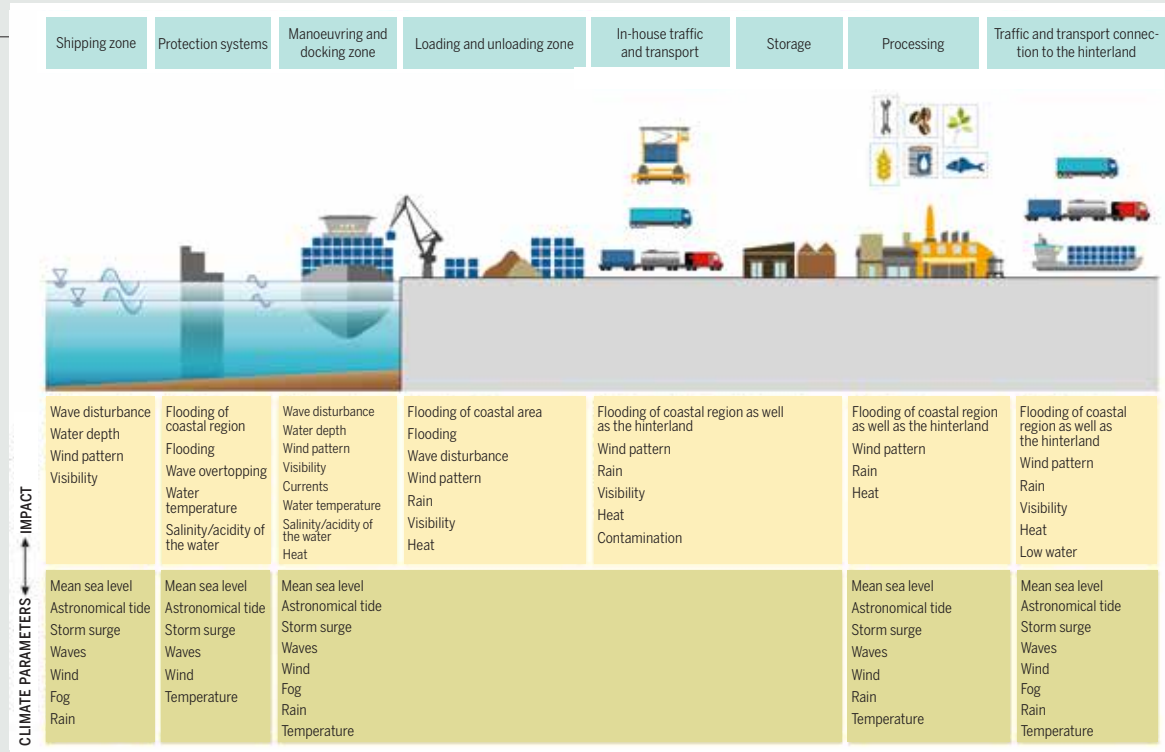 Shipping zone
Protection systems
Manoeuvring and
docking zone
Loading and unloading zone
In-house traffic
and transport
Storage
Processing
Traffic and transport connec-
tion to the hinterland
IMPACT
Wave disturbance
Water depth
Wind pattern
Visibility
Flooding of
coastal region
Flooding
Wave overtopping
Water
temperature
Salinity/acidity of
the water
Wave disturbance
Water depth
Wind pattern
Visibility
Currents
Water temperature
Salinity/acidity of
the water
Heat
Flooding of coastal area
Flooding
Wave disturbance
Wind pattern
Rain
Visibility
Heat
Flooding of coastal region as well
as the hinterland
Wind pattern
Rain
Visibility
Heat
Contamination
Flooding of coastal region
as well as the hinterland
Wind pattern
Rain
Heat
Flooding of coastal
region as well as
the hinterland
Wind pattern
Rain
Visibility
Heat
Low water
CLIMATE PARAMETERS
Mean sea level
Astronomical tide
Storm surge
Waves
Wind
Fog
Rain
Mean sea level
Astronomical tide
Storm surge
Waves
Wind
Temperature
Mean sea level
Astronomical tide
Storm surge
Waves
Wind
Fog
Rain
Temperature
Mean sea level
Astronomical tide
Storm surge
Waves
Wind
Rain
Temperature
Mean sea level
Astronomical tide
Storm surge
Waves
Wind
Fog
Rain
Temperature